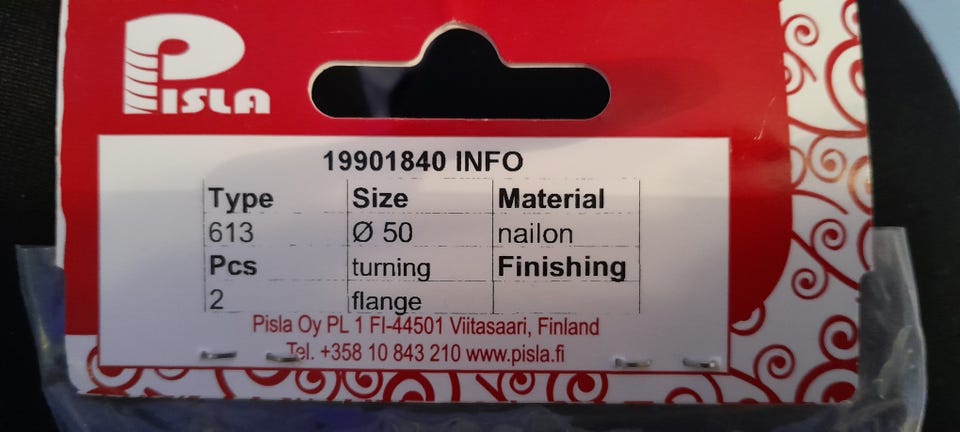 PISLA
19901840 INFO
Type Size Material
613 Ø 50 nailon
Pcs turning Finishing
2 flange
Pisla Oy PL 1 FI-44501 Viitasaari, Finland
Tel. +358 10 843 210 www.pisla.fi